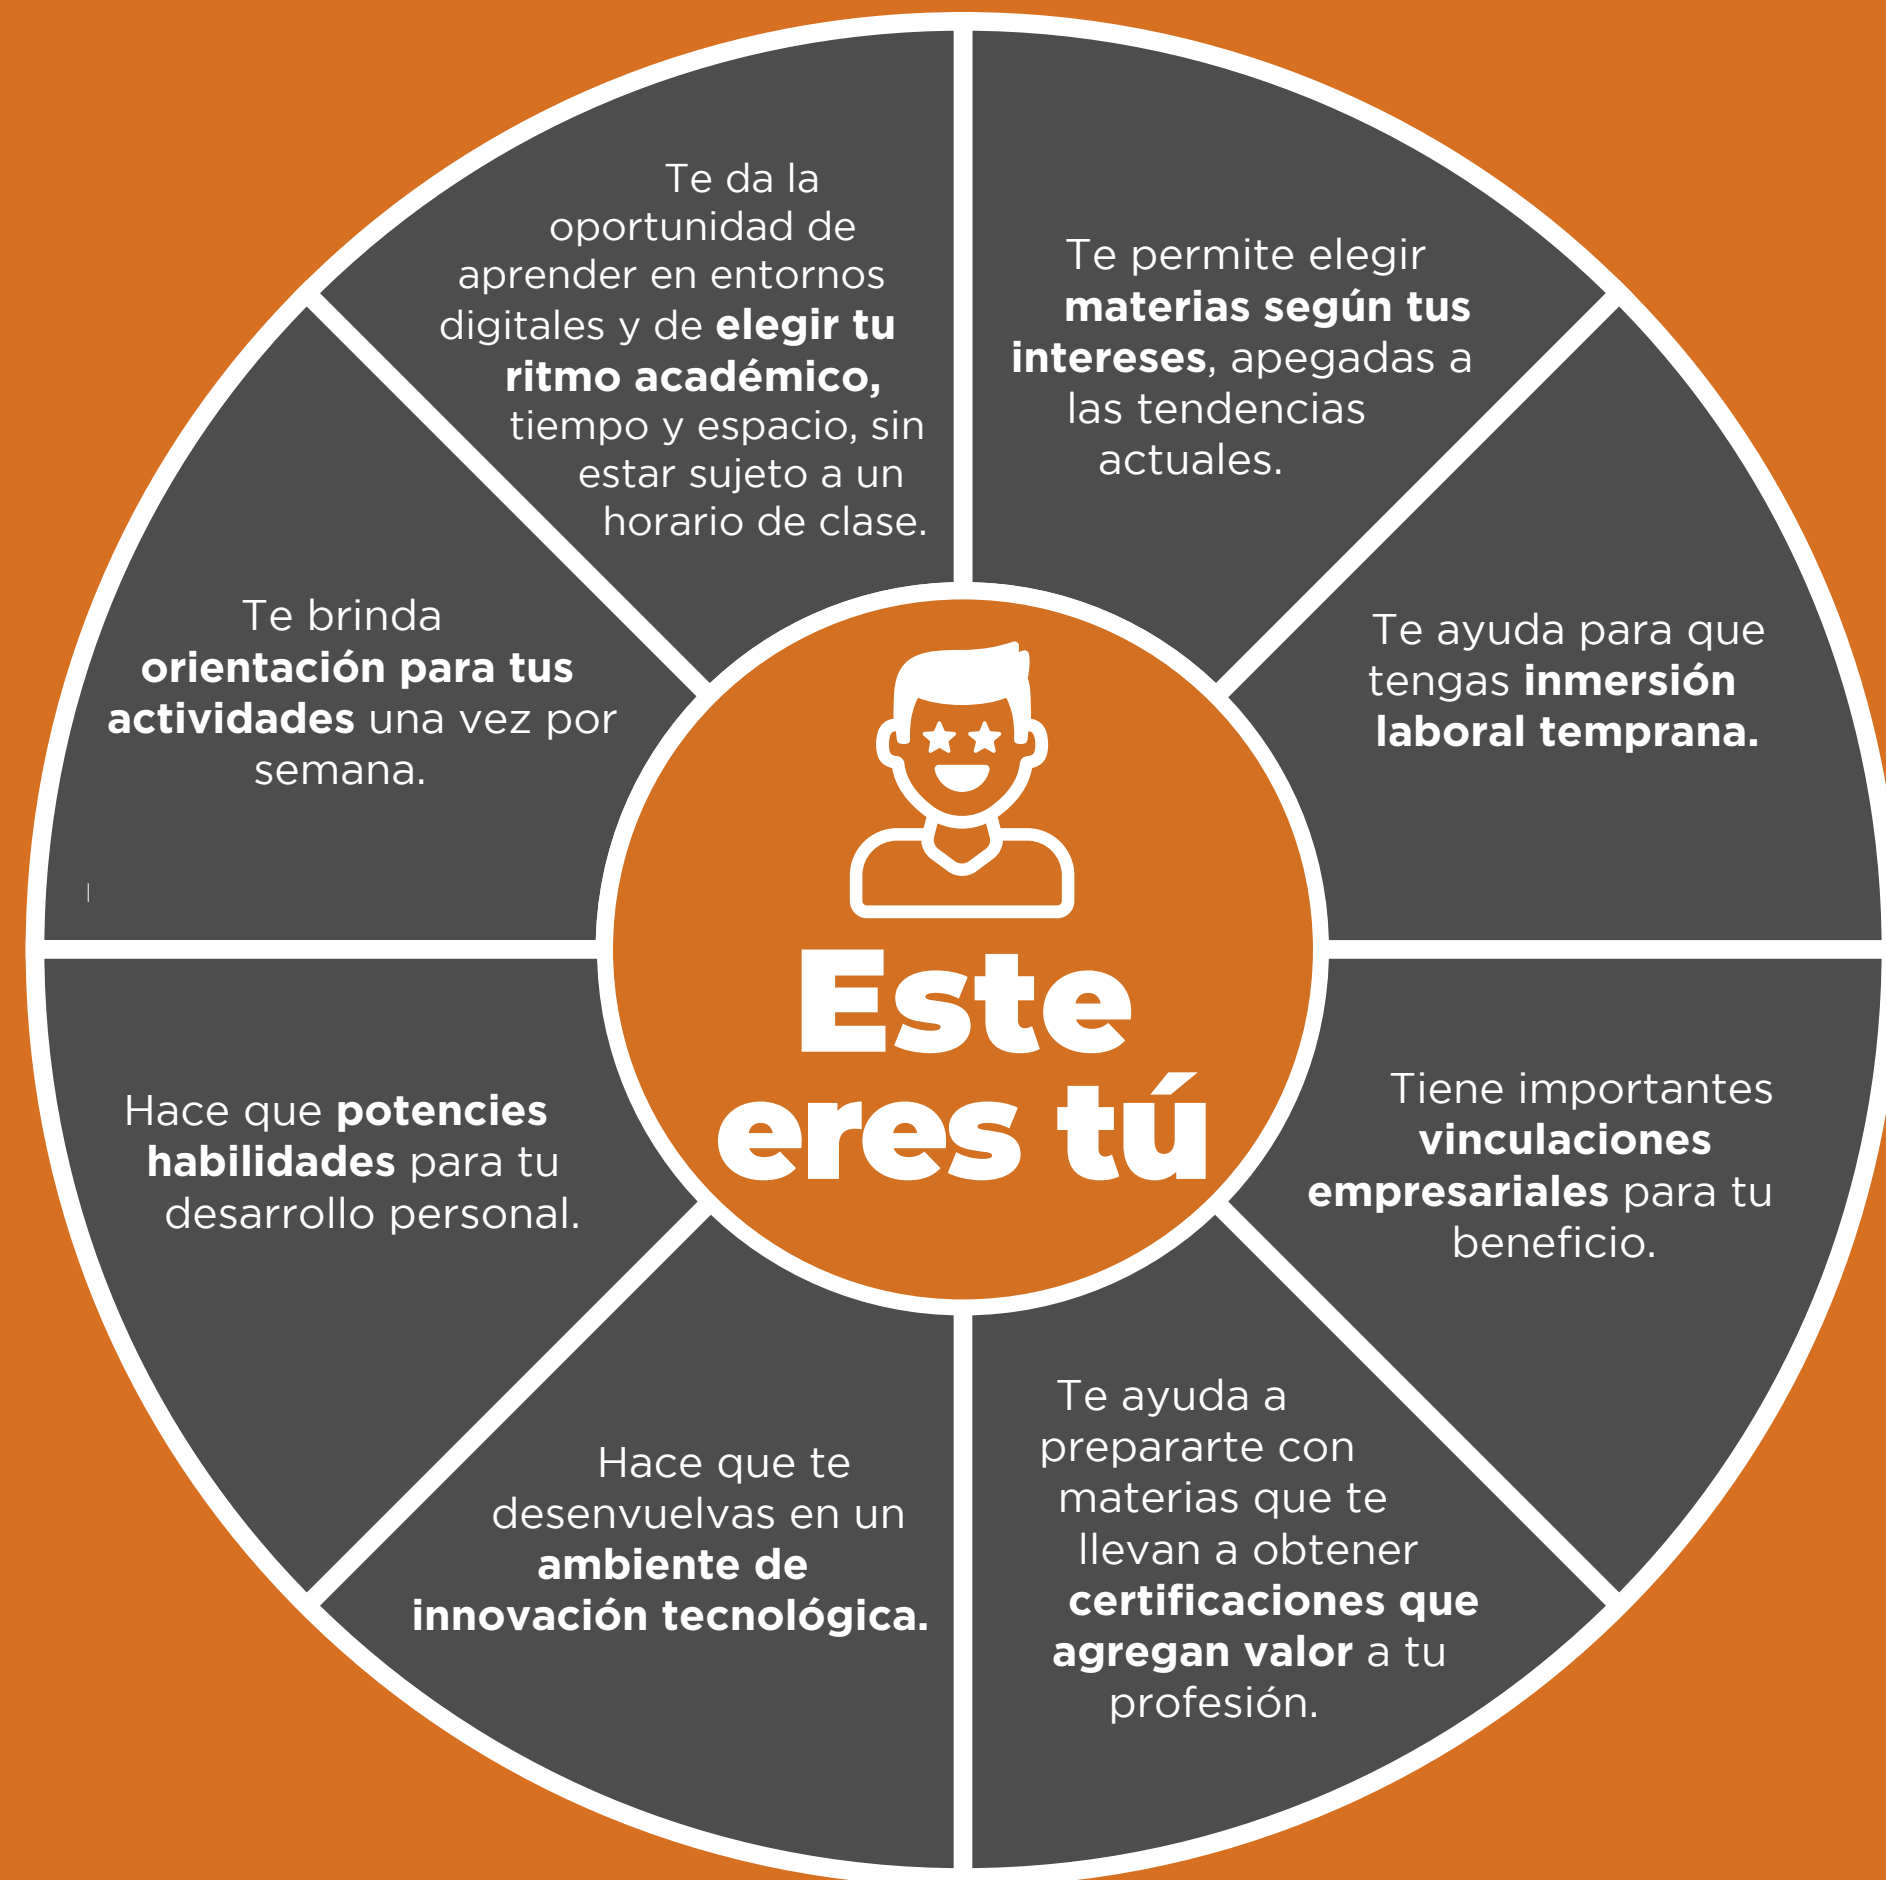 Te da la
oportunidad de
aprender en entornos
digitales y de elegir tu
ritmo académico,
tiempo y espacio, sin
estar sujeto a un
horario de clase.
Te permite elegir
materias según tus
intereses, apegadas a
las tendencias
actuales.
Te brinda
orientación para tus
actividades una vez por
semana.
Te ayuda para que
tengas inmersión
laboral temprana.
Este
eres tú
Hace que potencies
habilidades para tu
desarrollo personal.
Tiene importantes
vinculaciones
empresariales para tu
beneficio.
Hace que te
desenvuelvas en un
ambiente de
innovación tecnológica.
Te ayuda a
prepararte con
materias que te
llevan a obtener
certificaciones que
agregan valor a tu
profesión.